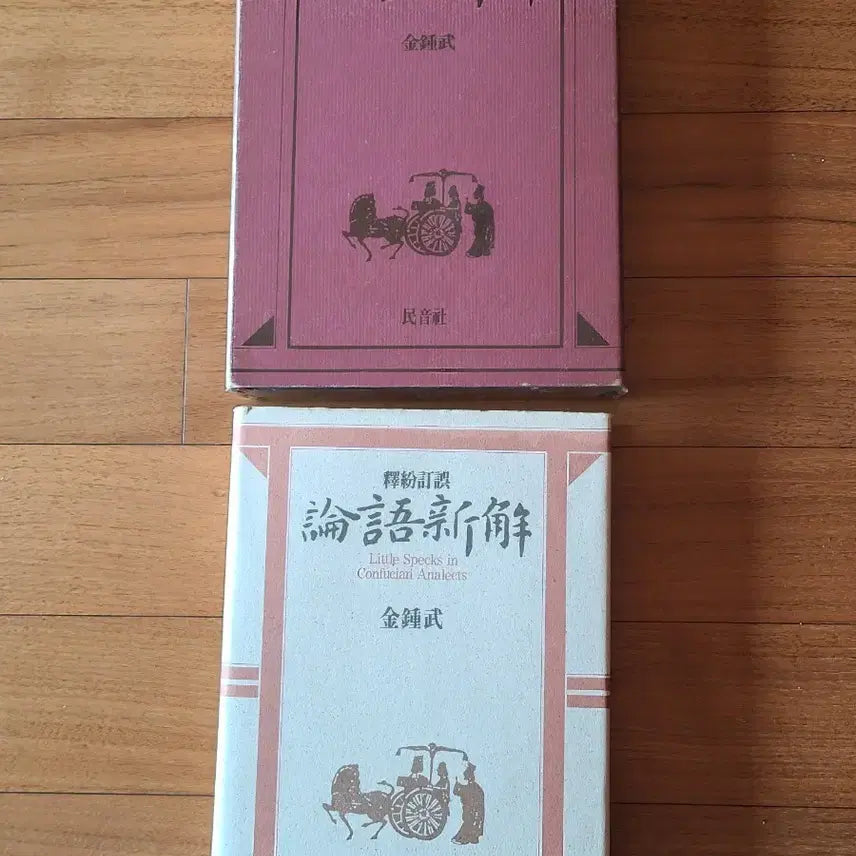 金鍾武
民音社
釋紛訂誤
論語新解
Little Specks in
Confucian Analects
金鍾武